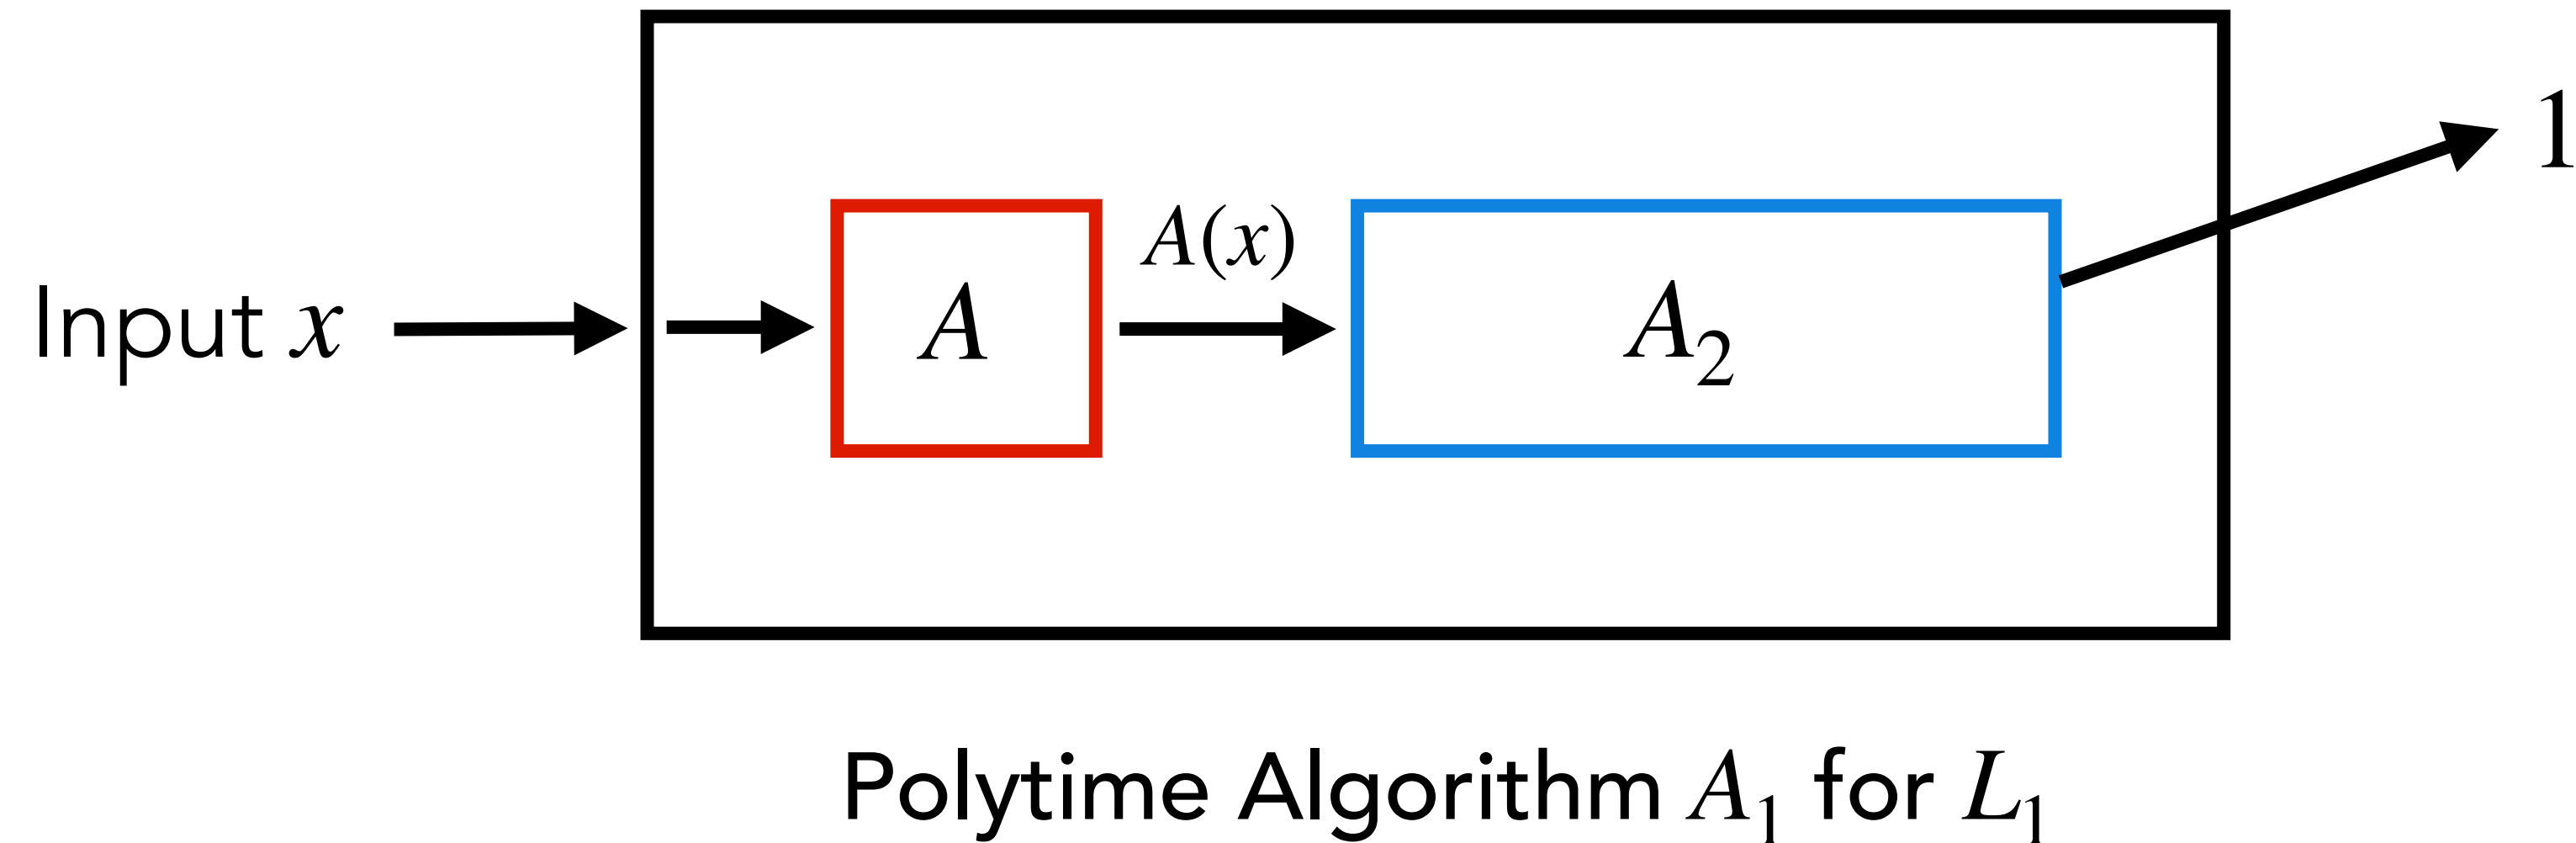 1
A(x)
Input x
A
A₂
Polytime Algorithm A₁ for L₁